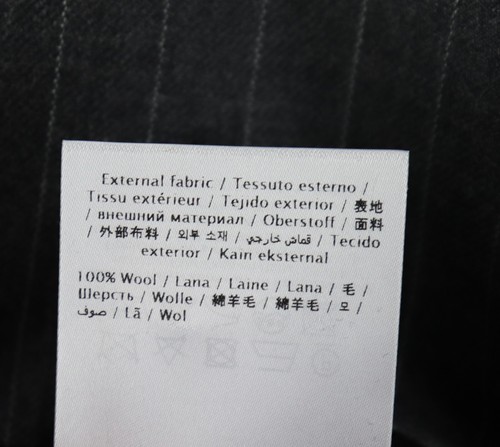 External fabric / Tessuto esterno /
Tissu extérieur / Tejido exterior / 表地
/ внешний материал / Oberstoff / 面料
/ 外部布料 / 외부 소재 / قماش خارجي / Tecido
exterior / Kain eksternal
100% Wool / Lana / Laine / Lana / 毛 /
Шерсть / Wolle / 綿羊毛 / 綿羊毛 / 모 /
صوف / Lã / Wol